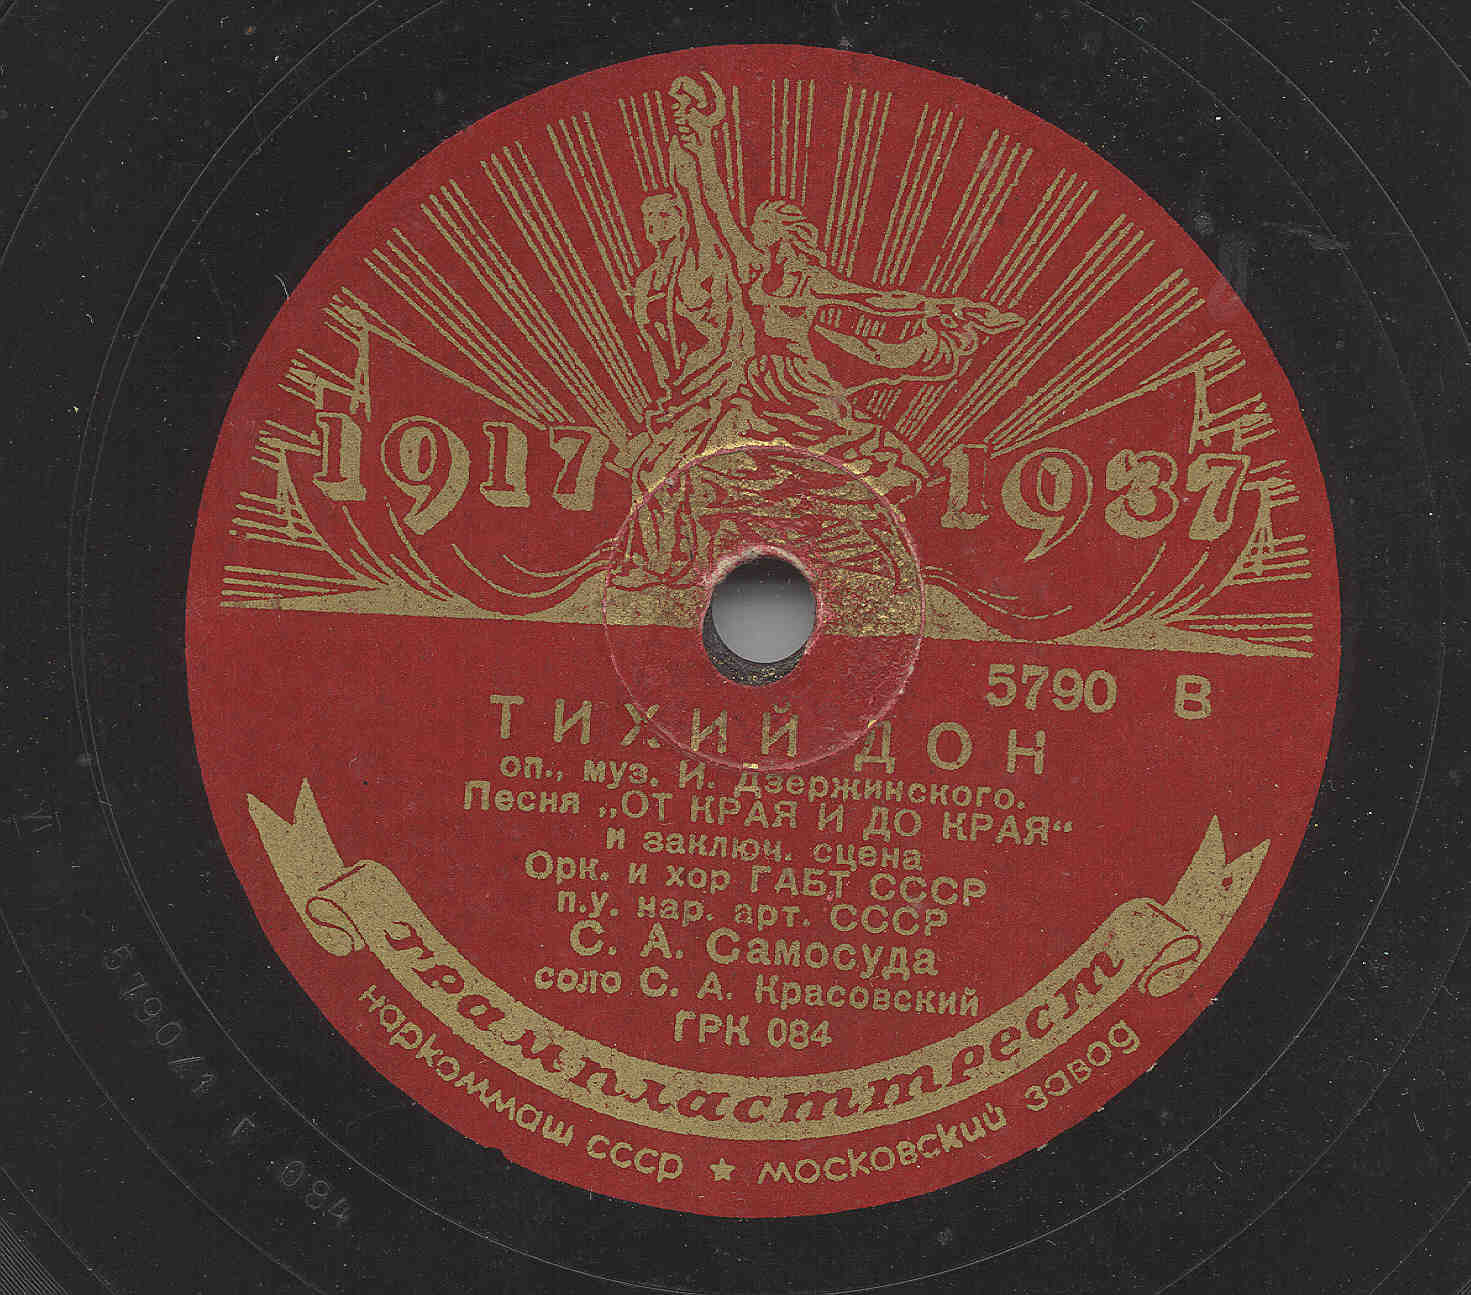 1917 1937
5790 В
ТИХИЙ ДОН
оп., муз. И. Дзержинского.
Песня „ОТ КРАЯ И ДО КРАЯ“
и заключ. сцена
Орк. и хор ГАБТ СССР
п.у. нар. арт. СССР
С. А. Самосуда
соло С. А. Красовский
ГРК 084
Грампласттрест
наркоммаш СССР ★ московский завод
Г 084